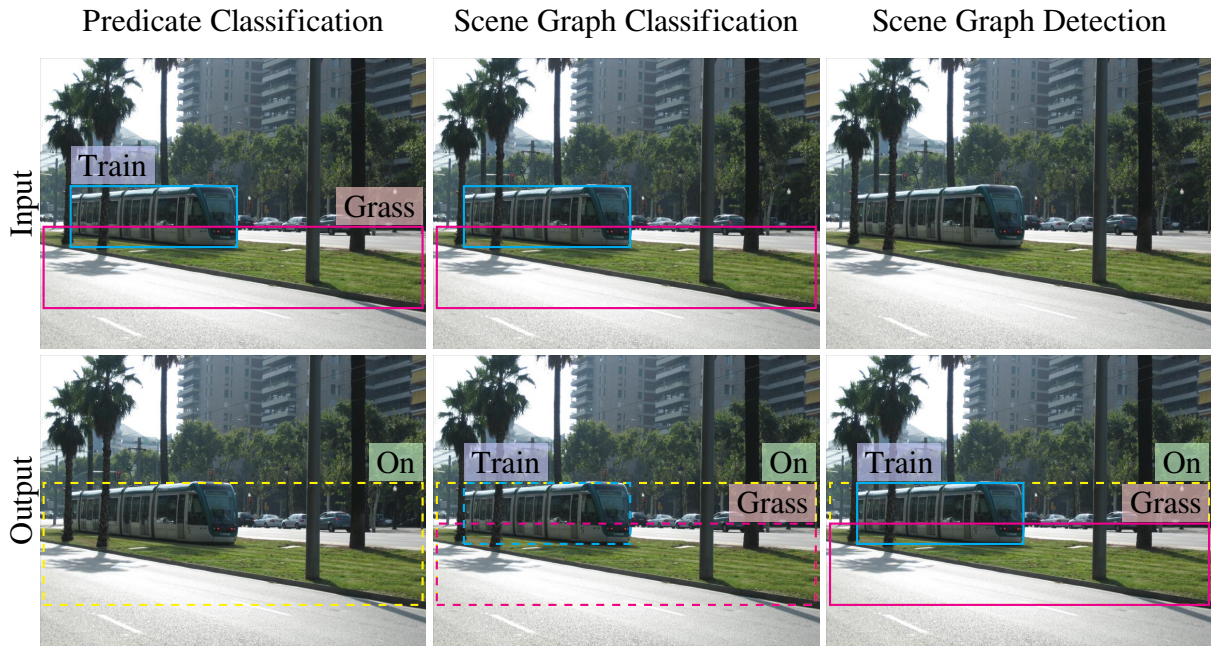 Predicate Classification
Scene Graph Classification
Scene Graph Detection
Input
Train
Grass
Output
On
Train
On
Grass
Train
On
Grass